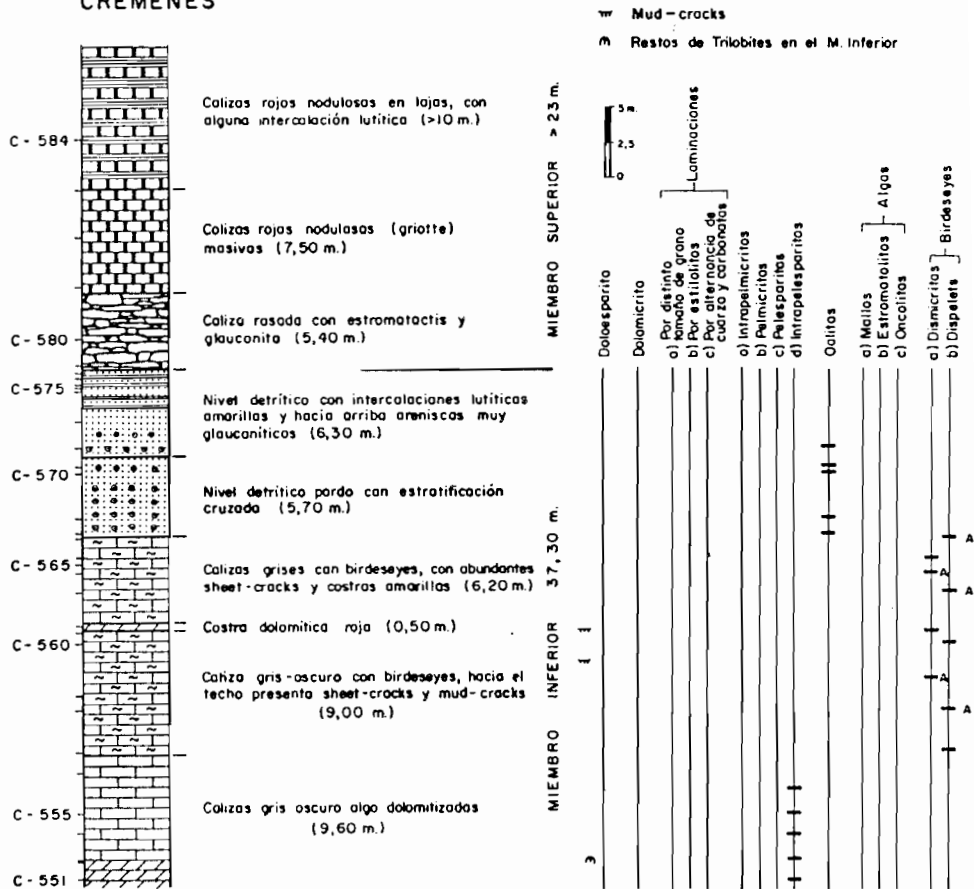 CREMENES
Mud-cracks
Restos de Trilobites en el M. Inferior
Calizas rojas nodulosas en lajas, con
alguna intercalación lutítica (>10 m.)
C-584
Calizas rojas nodulosas (griotte)
masivas (7,50 m.)
Caliza rosada con estromatactis y
glauconita (5,40 m.)
C-580
C-575
Nivel detrítico con intercalaciones lutíticas
amarillas y hacia arriba areniscas muy
glauconíticas (6,30 m.)
C-570
Nivel detrítico pardo con estratificación
cruzada (5,70 m.)
C-565
Calizas grises con birdeseyes, con abundantes
sheet-cracks y costras amarillas (6,20 m.)
Costra dolomítica roja (0,50 m.)
C-560
Caliza gris-oscuro con birdeseyes, hacia el
techo presenta sheet-cracks y mud-cracks
(9,00 m.)
C-555
Calizas gris oscuro algo dolomitizadas
(9,60 m.)
C-551
MIEMBRO SUPERIOR > 23 m.
MIEMBRO INFERIOR 37,30 m.
5 m.
2,5
0
Doloesparita
Dolomicrita
Laminaciones
Por distinto
a) tamaño de grano
b) Por estilolitos
c) Por alternancia de
cuarzo y carbonatos
a) Intrapelmicritas
b) Pelmicritas
c) Pelesparitas
d) Intrapelesparitas
Oolitos
Algas
a) Mallas
b) Estromatolitos
c) Oncolitos
Birdeseyes
a) Dismicritas
b) Dispelets
A
A
A
A
A